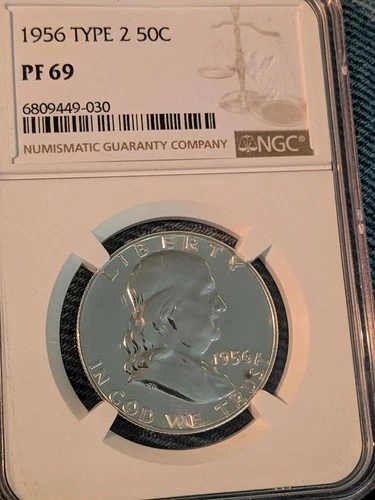 1956 TYPE 2 50C
PF 69
6809449-030
NUMISMATIC GUARANTY COMPANY
NGC®
LIBERTY
1956
IN GOD WE TRUST